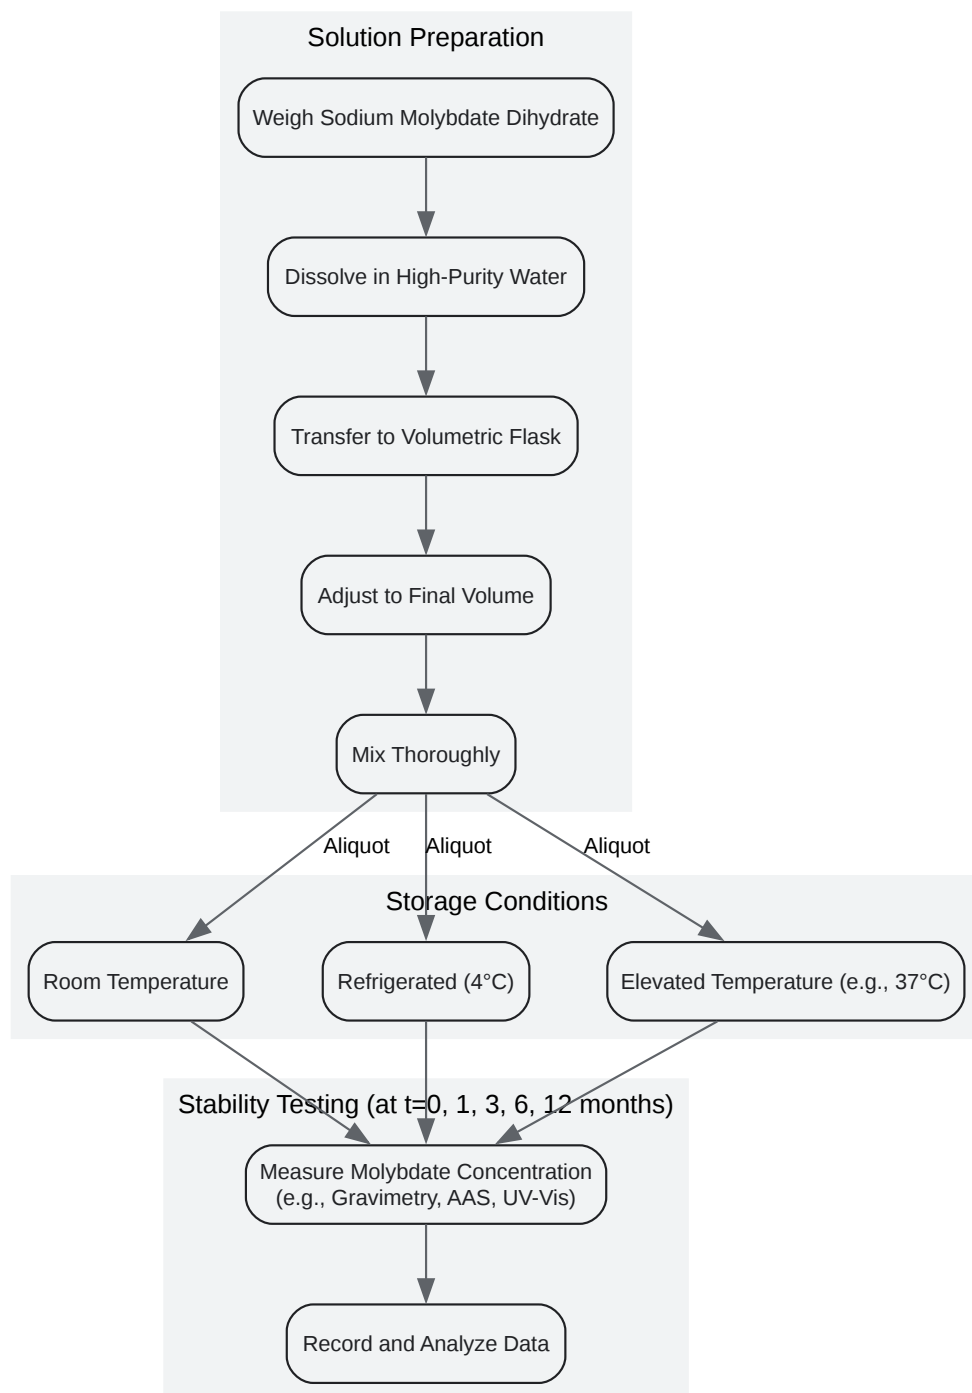 Solution Preparation
Weigh Sodium Molybdate Dihydrate
Dissolve in High-Purity Water
Transfer to Volumetric Flask
Adjust to Final Volume
Mix Thoroughly
Aliquot
Aliquot
Aliquot
Storage Conditions
Room Temperature
Refrigerated (4°C)
Elevated Temperature (e.g., 37°C)
Stability Testing (at t=0, 1, 3, 6, 12 months)
Measure Molybdate Concentration
(e.g., Gravimetry, AAS, UV-Vis)
Record and Analyze Data